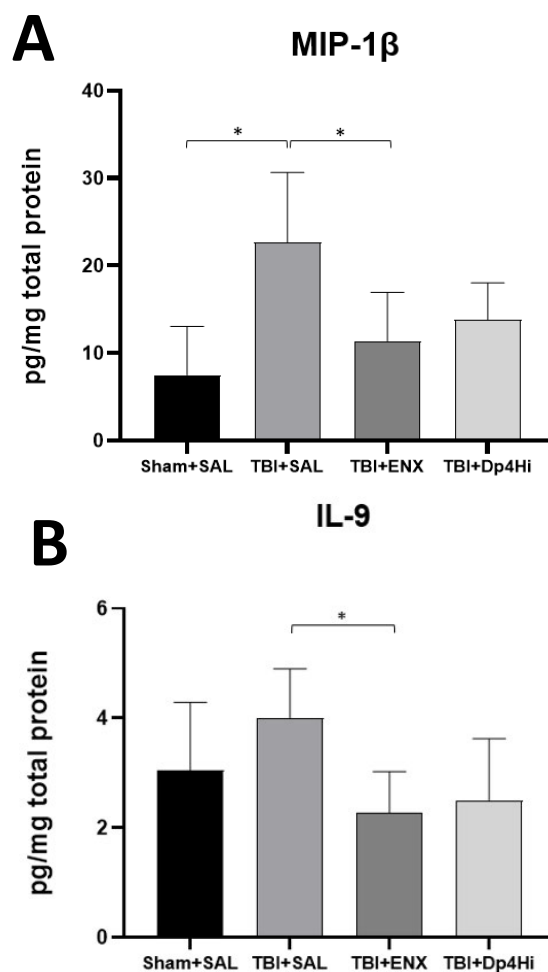 A
MIP-1β
pg/mg total protein
40
30
20
10
0
* *
Sham+SAL TBI+SAL TBI+ENX TBI+Dp4Hi
B
IL-9
pg/mg total protein
6
4
2
0
*
Sham+SAL TBI+SAL TBI+ENX TBI+Dp4Hi